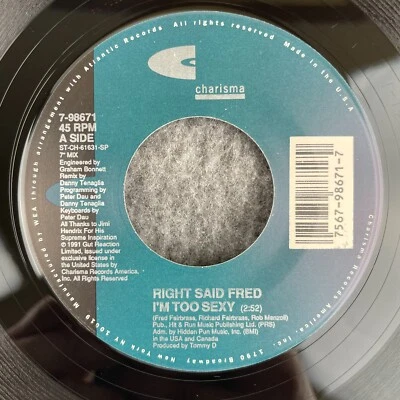 charisma
7-98671
45 RPM
A SIDE
ST-CH-61631-SP
7" MIX
Engineered by
Graham Bonnett
Remix by
Danny Tenaglia
Programming by
Peter Dau and
Danny Tenaglia
Keyboards by
Peter Dau
All Thanks to Jimi
Hendrix For His
Supreme Inspiration
© 1991 Gut Reaction
Limited, issued under
exclusive license in
the United States by
Charisma Records America,
Inc. All Rights Reserved.
7567-98671-7
RIGHT SAID FRED
I'M TOO SEXY (2:52)
(Fred Fairbrass, Richard Fairbrass, Rob Manzoli)
Pub., Hit & Run Music Publishing Ltd. (PRS)
Adm. by Hidden Pun Music, Inc. (BMI)
in the USA and Canada
Produced by Tommy D
Manufactured by WEA through arrangement with Atlantic Records All rights reserved Made in the U.S.A
Charisma Records America, Inc. 1790 Broadway New York, NY 10019